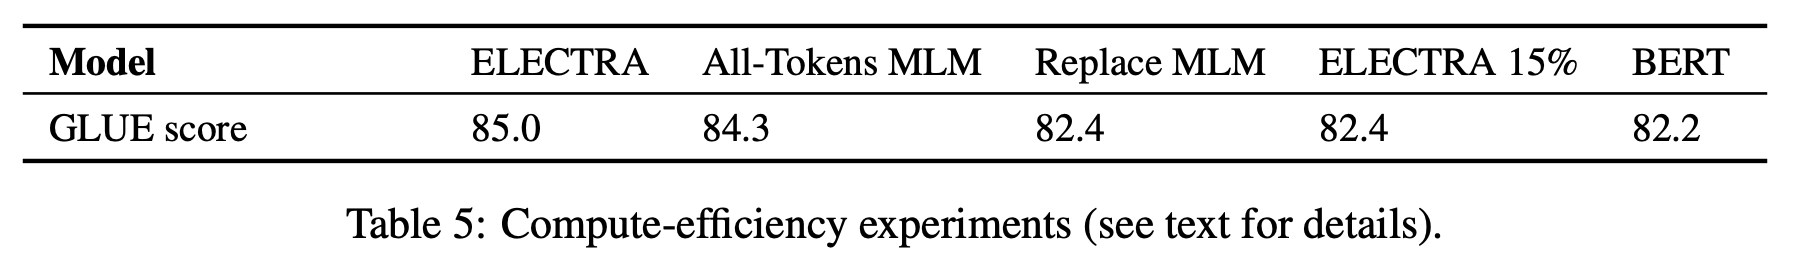 Model ELECTRA All-Tokens MLM Replace MLM ELECTRA 15% BERT
GLUE score 85.0 84.3 82.4 82.4 82.2
Table 5: Compute-efficiency experiments (see text for details).